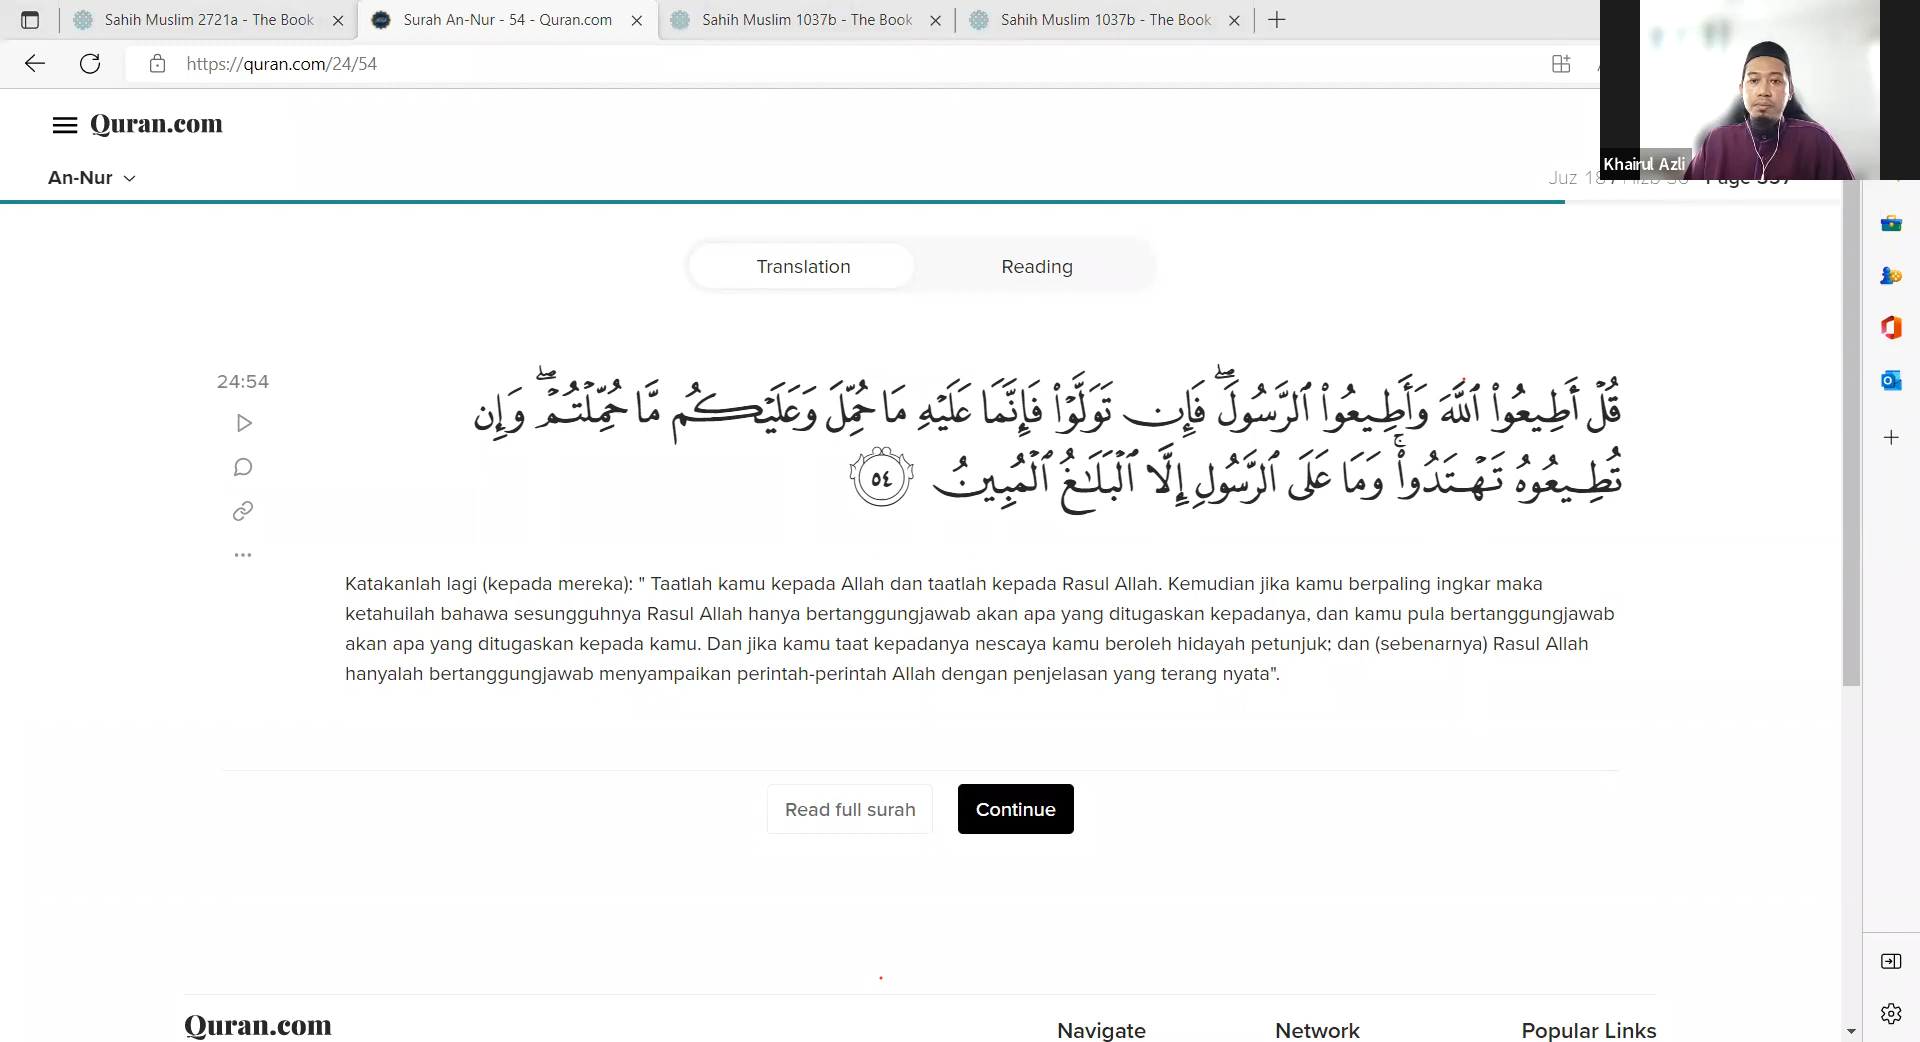 Sahih Muslim 2721a - The Book
Surah An-Nur - 54 - Quran.com
Sahih Muslim 1037b - The Book
Sahih Muslim 1037b - The Book
https://quran.com/24/54
Quran.com
Khairul Azli
An-Nur
Juz 18
Translation
Reading
24:54
قُلۡ أَطِيعُواْ ٱللَّهَ وَأَطِيعُواْ ٱلرَّسُولَۖ فَإِن تَوَلَّوۡاْ فَإِنَّمَا عَلَيۡهِ مَا حُمِّلَ وَعَلَيۡكُم مَّا حُمِّلۡتُمۡۖ وَإِن
تُطِيعُوهُ تَهۡتَدُواْۚ وَمَا عَلَى ٱلرَّسُولِ إِلَّا ٱلۡبَلَٰغُ ٱلۡمُبِينُ ٥٤
Katakanlah lagi (kepada mereka): " Taatlah kamu kepada Allah dan taatlah kepada Rasul Allah. Kemudian jika kamu berpaling ingkar maka
ketahuilah bahawa sesungguhnya Rasul Allah hanya bertanggungjawab akan apa yang ditugaskan kepadanya, dan kamu pula bertanggungjawab
akan apa yang ditugaskan kepada kamu. Dan jika kamu taat kepadanya nescaya kamu beroleh hidayah petunjuk; dan (sebenarnya) Rasul Allah
hanyalah bertanggungjawab menyampaikan perintah-perintah Allah dengan penjelasan yang terang nyata".
Read full surah
Continue
Quran.com
Navigate
Network
Popular Links